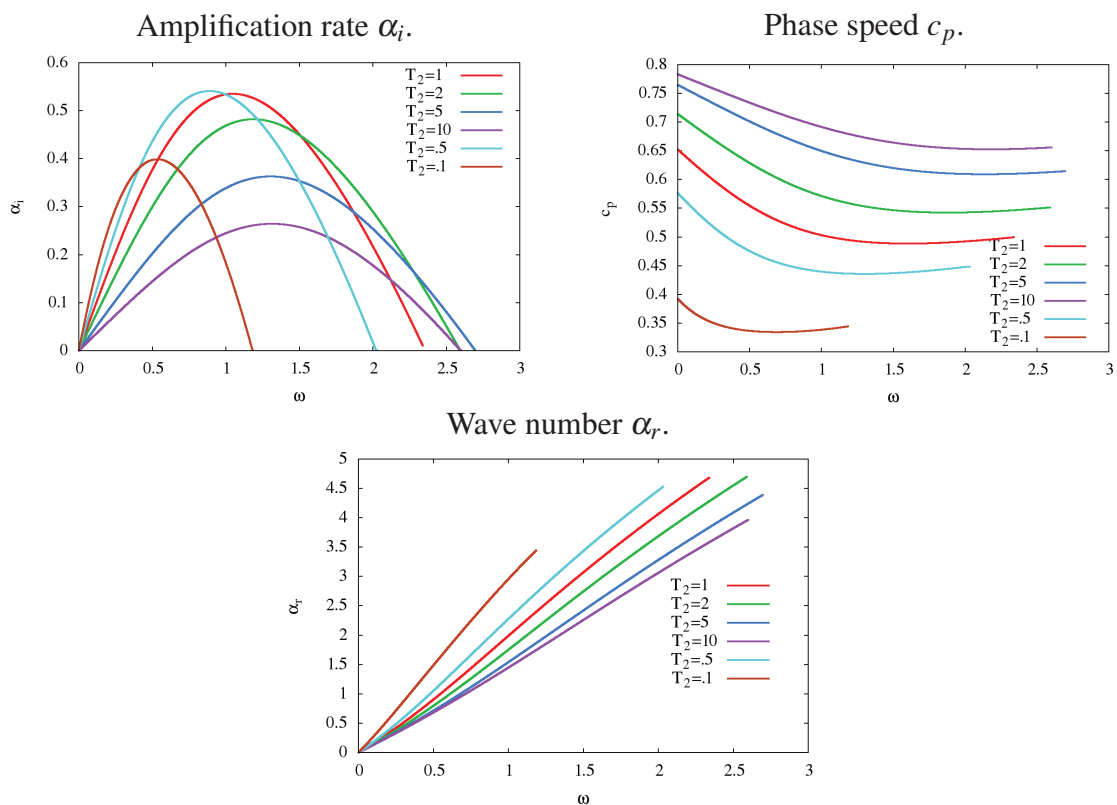 Amplification rate αᵢ.
0.6
0.5
0.4
0.3
0.2
0.1
0
αᵢ
0 0.5 1 1.5 2 2.5 3
ω
T₂=1
T₂=2
T₂=5
T₂=10
T₂=.5
T₂=.1
Phase speed cₚ.
0.8
0.75
0.7
0.65
0.6
0.55
0.5
0.45
0.4
0.35
0.3
cₚ
0 0.5 1 1.5 2 2.5 3
ω
T₂=1
T₂=2
T₂=5
T₂=10
T₂=.5
T₂=.1
Wave number αᵣ.
5
4.5
4
3.5
3
2.5
2
1.5
1
0.5
0
αᵣ
0 0.5 1 1.5 2 2.5 3
ω
T₂=1
T₂=2
T₂=5
T₂=10
T₂=.5
T₂=.1